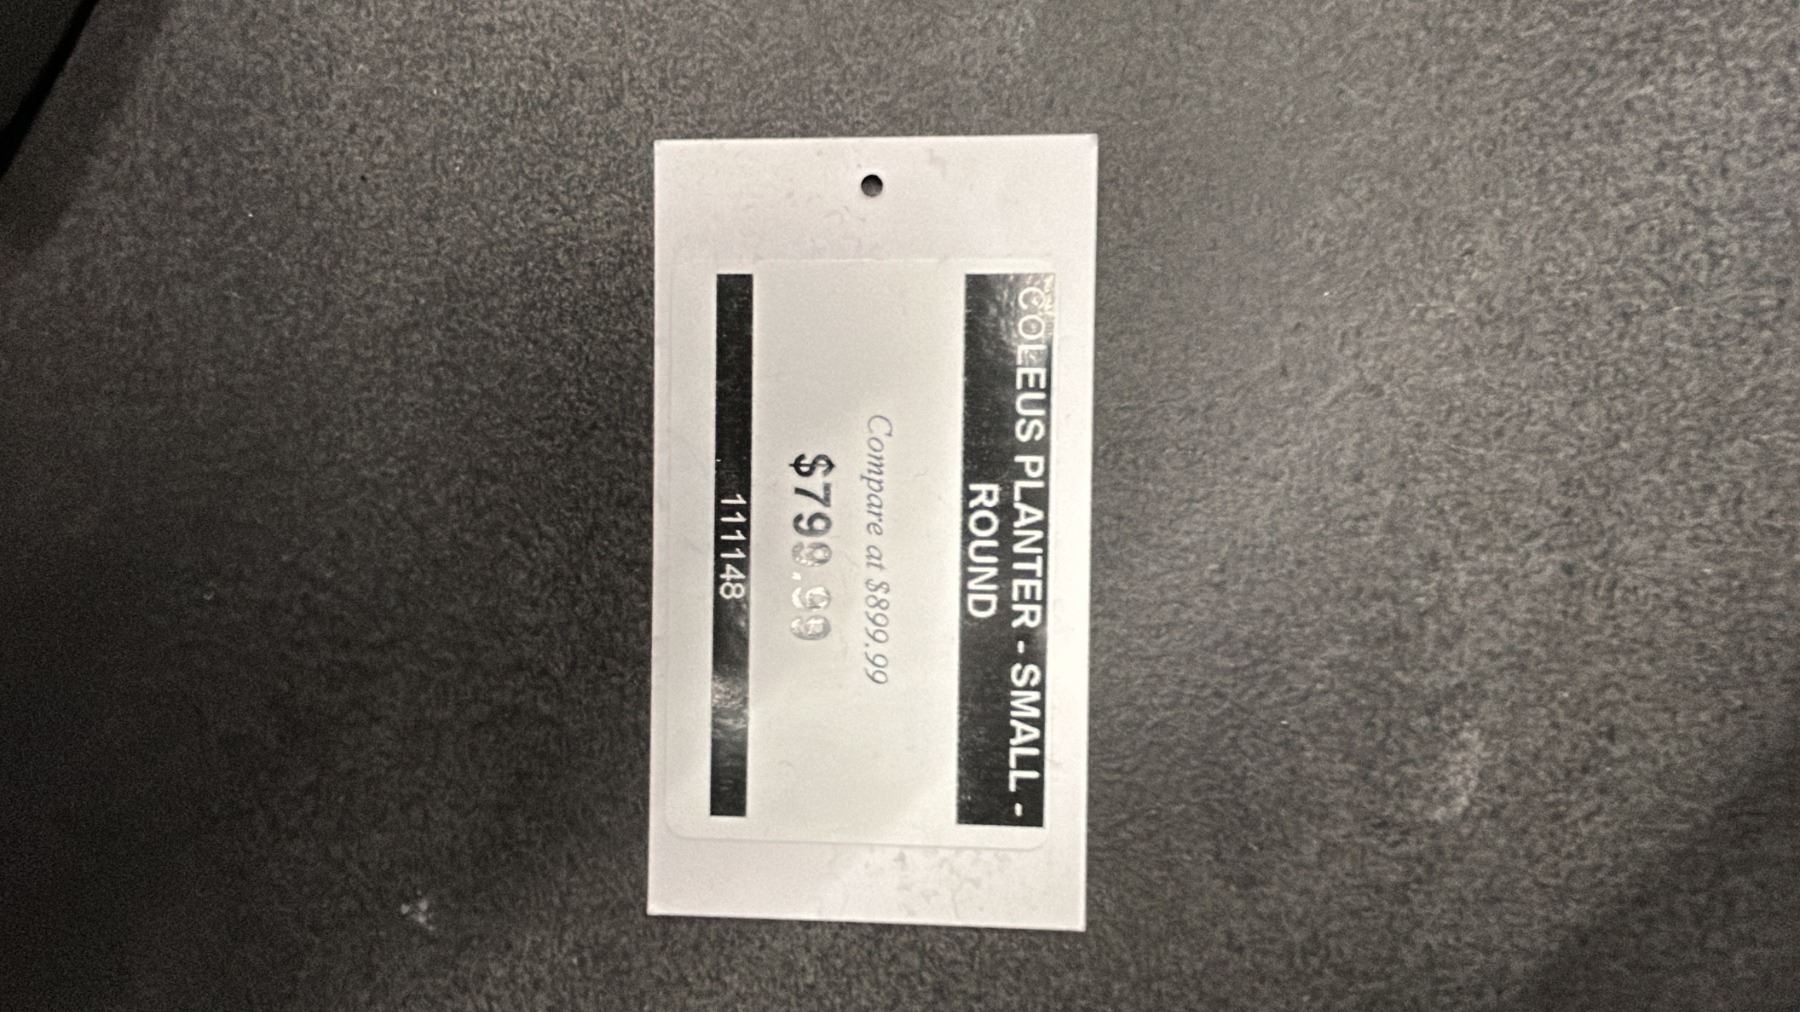 COLEUS PLANTER - SMALL -
ROUND
Compare at $899.99
$799.99
111148